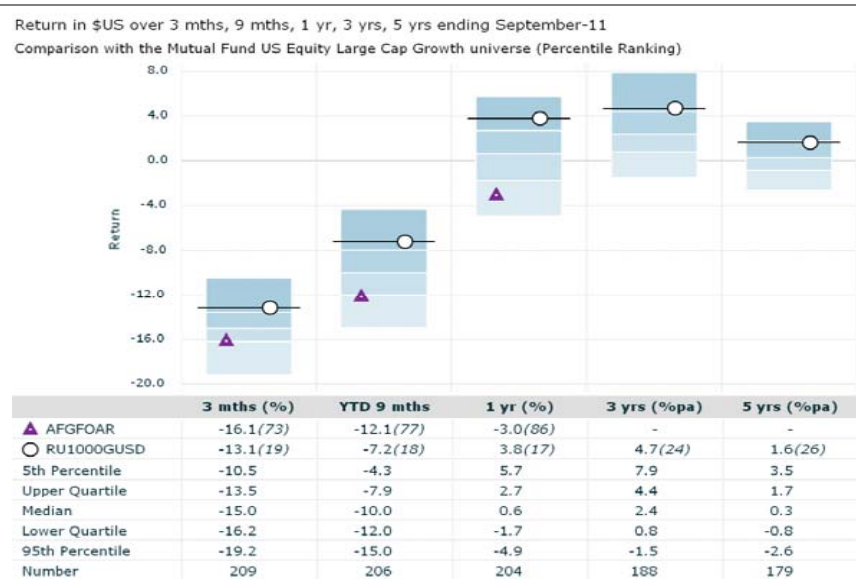 Return in $US over 3 mths, 9 mths, 1 yr, 3 yrs, 5 yrs ending September-11
Comparison with the Mutual Fund US Equity Large Cap Growth universe (Percentile Ranking)
8.0
4.0
0.0
-4.0
-8.0
-12.0
-16.0
-20.0
Return
3 mths (%) YTD 9 mths 1 yr (%) 3 yrs (%pa) 5 yrs (%pa)
AFGFOAR -16.1(73) -12.1(77) -3.0(86) - -
RU1000GUSD -13.1(19) -7.2(18) 3.8(17) 4.7(24) 1.6(26)
5th Percentile -10.5 -4.3 5.7 7.9 3.5
Upper Quartile -13.5 -7.9 2.7 4.4 1.7
Median -15.0 -10.0 0.6 2.4 0.3
Lower Quartile -16.2 -12.0 -1.7 0.8 -0.8
95th Percentile -19.2 -15.0 -4.9 -1.5 -2.6
Number 209 206 204 188 179